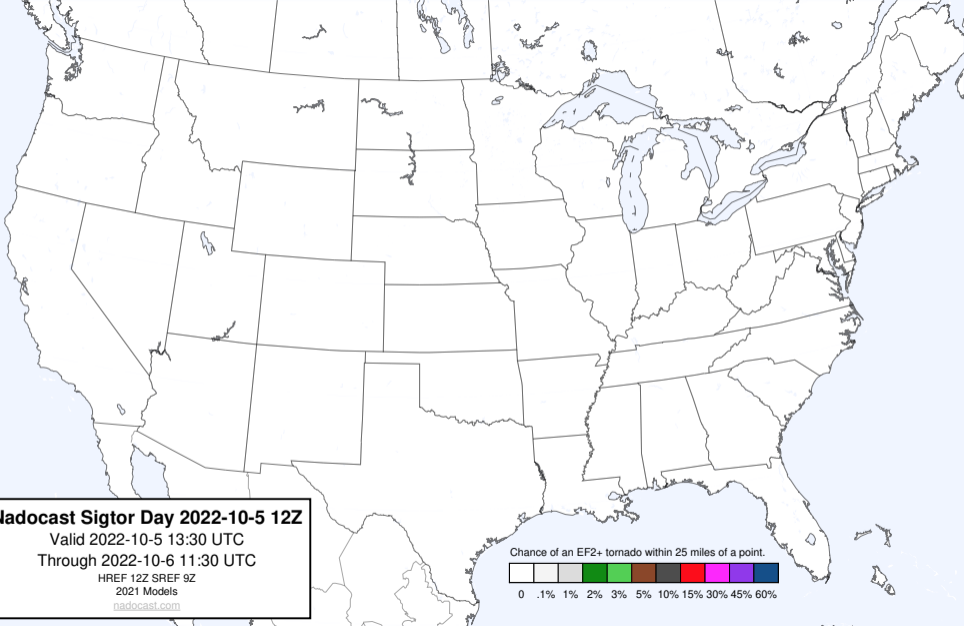 Nadocast Sigtor Day 2022-10-5 12Z
Valid 2022-10-5 13:30 UTC
Through 2022-10-6 11:30 UTC
HREF 12Z SREF 9Z
2021 Models
nadocast.com
Chance of an EF2+ tornado within 25 miles of a point.
0 .1% 1% 2% 3% 5% 10% 15% 30% 45% 60%